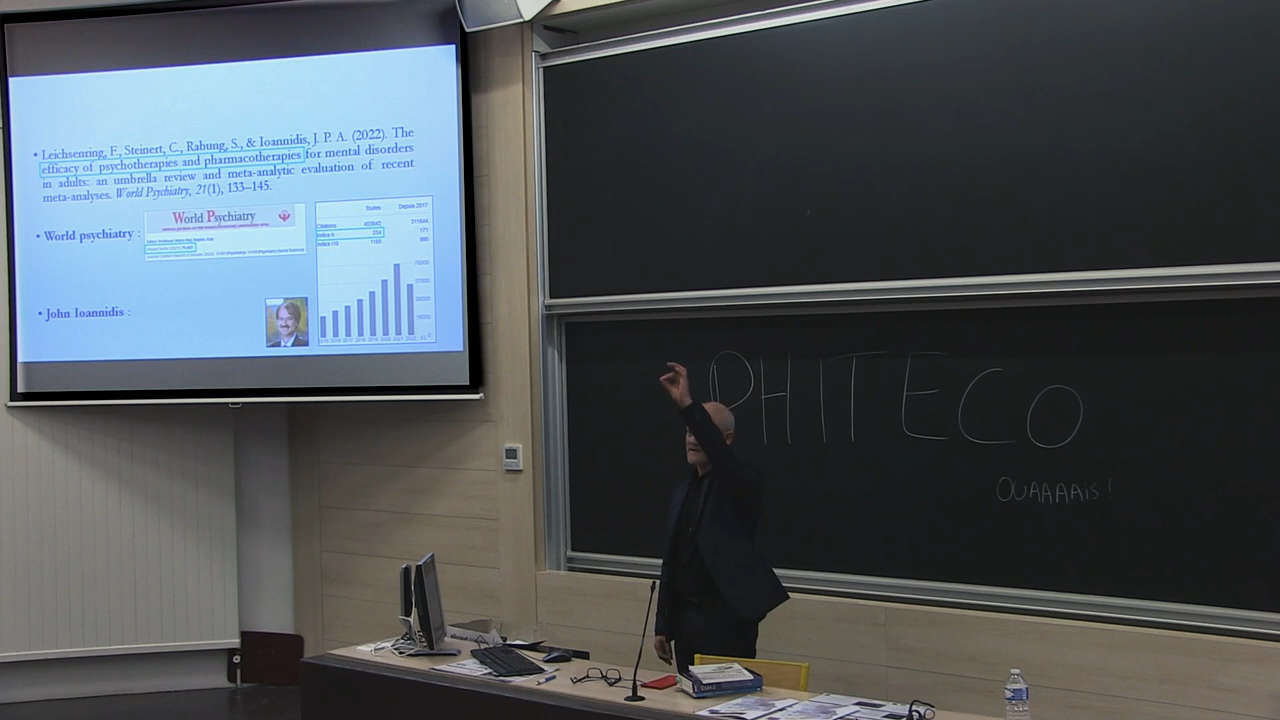 • Leichsenring, F., Steinert, C., Rabung, S., & Ioannidis, J. P. A. (2022). The
efficacy of psychotherapies and pharmacotherapies for mental disorders
in adults: an umbrella review and meta-analytic evaluation of recent
meta-analyses. World Psychiatry, 21(1), 133–145.
• World psychiatry :
World Psychiatry
Toutes Depuis 2017
Citations
indice h 234 171
indice i10
• John Ioannidis :
PHITECO
OUAAAAiS !